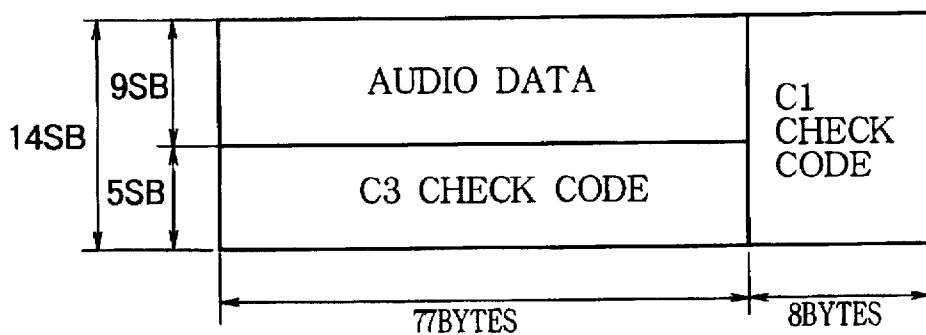 14SB
9SB
5SB
AUDIO DATA
C3 CHECK CODE
C1
CHECK
CODE
77BYTES
8BYTES